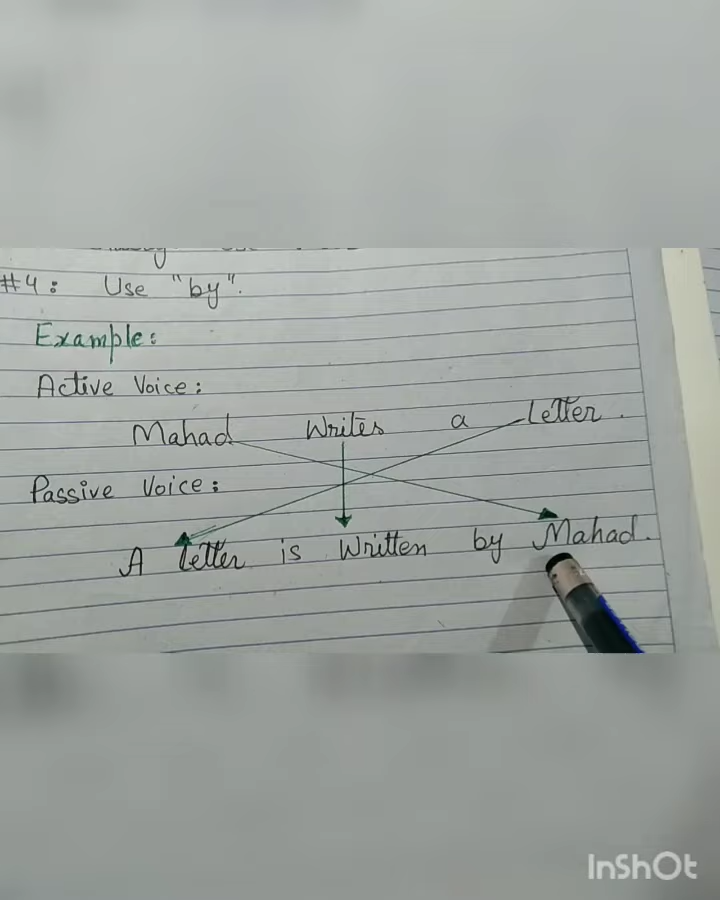 #4: Use "by".
Example:
Active Voice:
Mahad Writes a letter.
Passive Voice:
A letter is Written by Mahad.
InShOt